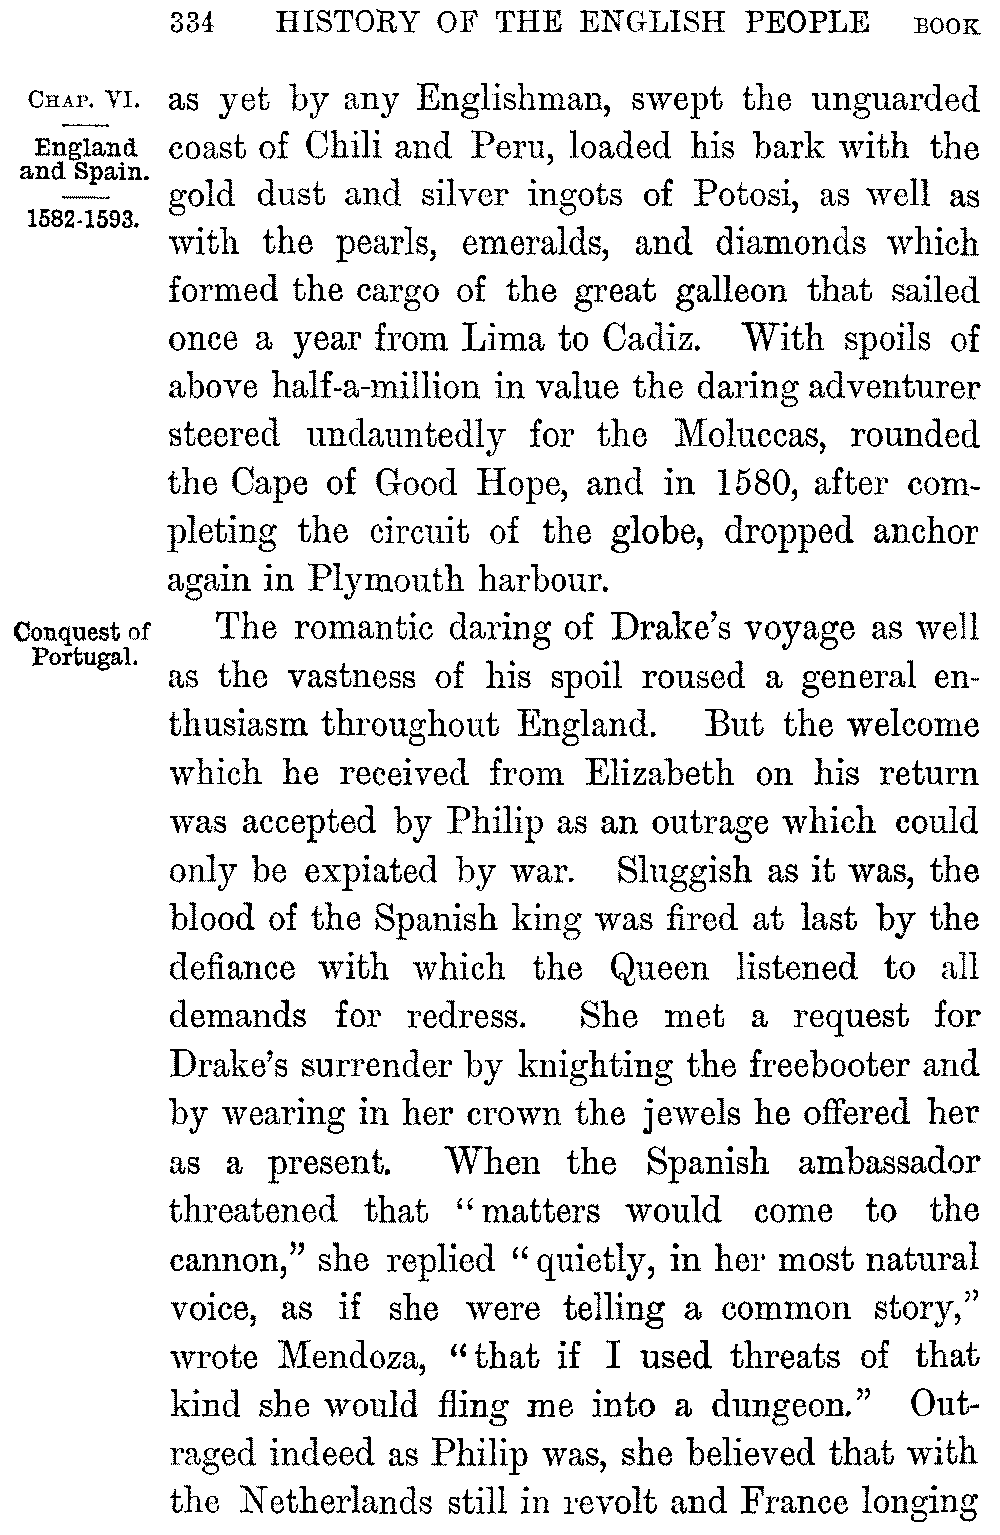 334 HISTORY OF THE ENGLISH PEOPLE BOOK
CHAP. VI.
England
and Spain.
1582-1593.
as yet by any Englishman, swept the unguarded
coast of Chili and Peru, loaded his bark with the
gold dust and silver ingots of Potosi, as well as
with the pearls, emeralds, and diamonds which
formed the cargo of the great galleon that sailed
once a year from Lima to Cadiz. With spoils of
above half-a-million in value the daring adventurer
steered undauntedly for the Moluccas, rounded
the Cape of Good Hope, and in 1580, after com-
pleting the circuit of the globe, dropped anchor
again in Plymouth harbour.
Conquest of
Portugal.
The romantic daring of Drake's voyage as well
as the vastness of his spoil roused a general en-
thusiasm throughout England. But the welcome
which he received from Elizabeth on his return
was accepted by Philip as an outrage which could
only be expiated by war. Sluggish as it was, the
blood of the Spanish king was fired at last by the
defiance with which the Queen listened to all
demands for redress. She met a request for
Drake's surrender by knighting the freebooter and
by wearing in her crown the jewels he offered her
as a present. When the Spanish ambassador
threatened that “matters would come to the
cannon,” she replied “quietly, in her most natural
voice, as if she were telling a common story,”
wrote Mendoza, “that if I used threats of that
kind she would fling me into a dungeon.” Out-
raged indeed as Philip was, she believed that with
the Netherlands still in revolt and France longing